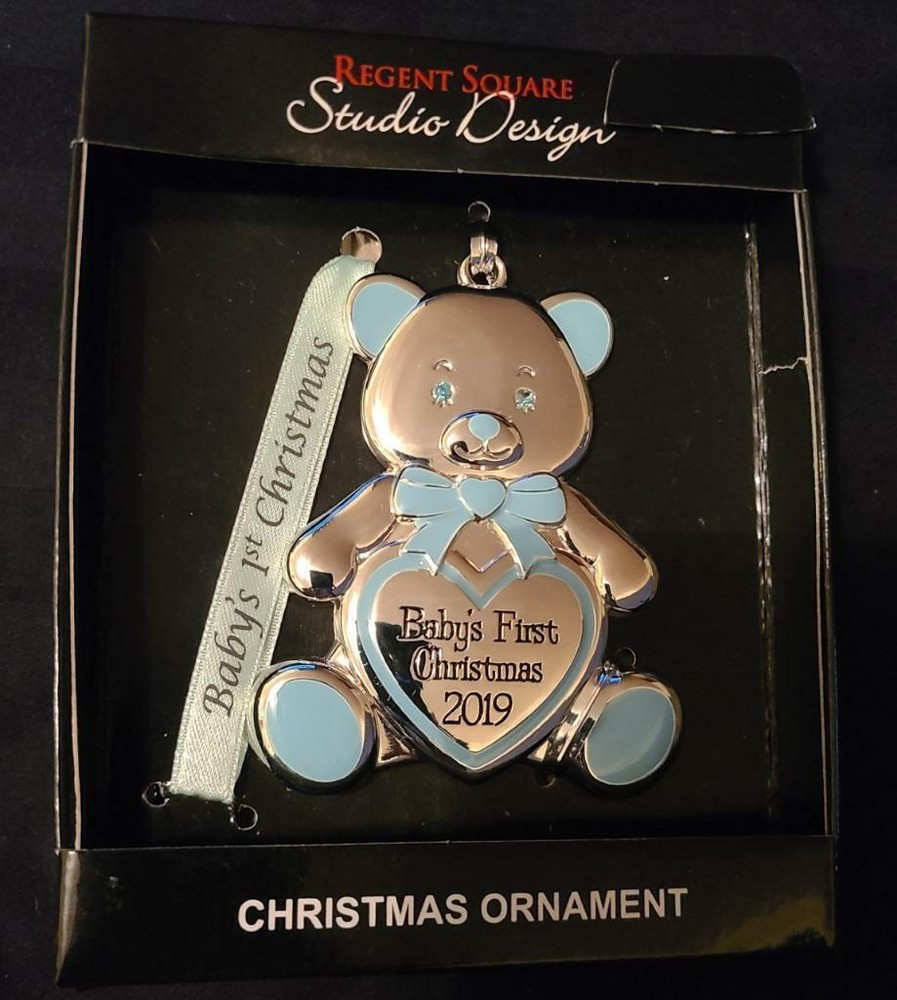 REGENT SQUARE
Studio Design
Baby's 1st Christmas
Baby's First
Christmas
2019
CHRISTMAS ORNAMENT